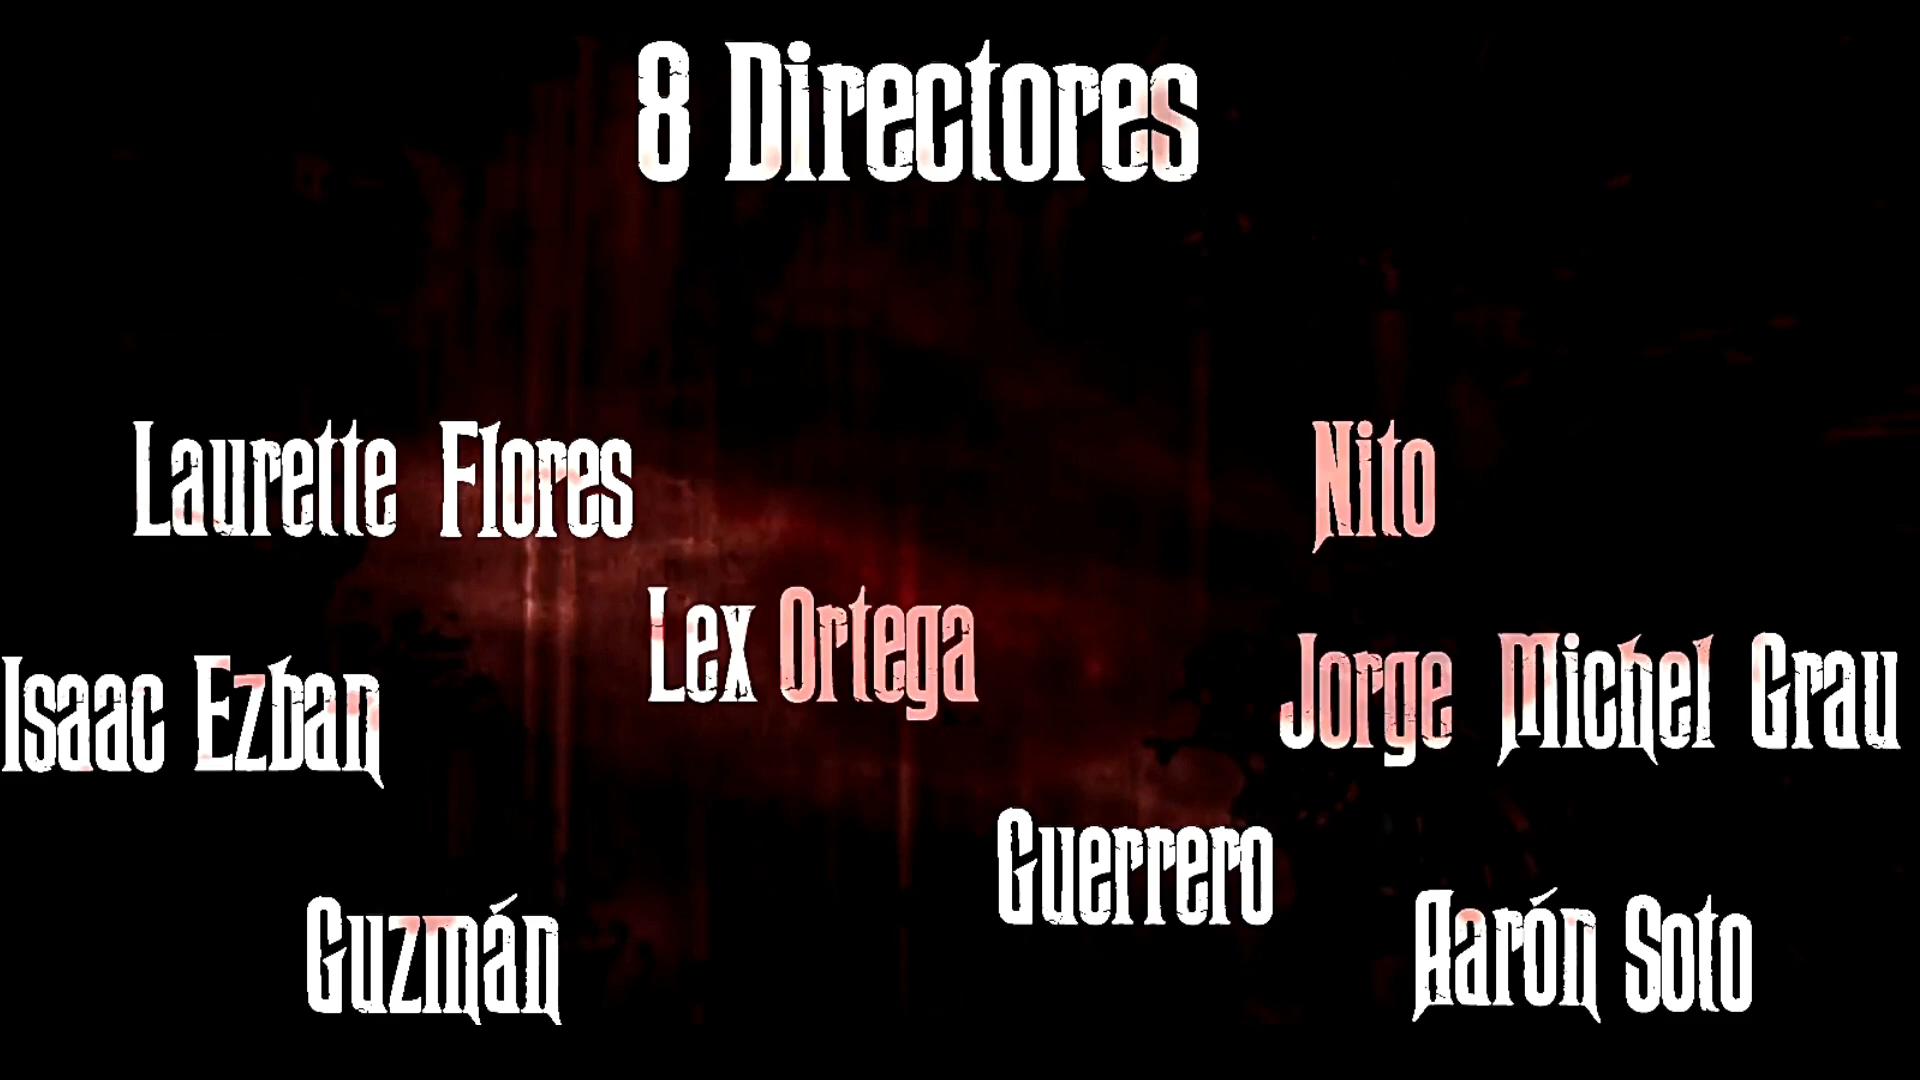 8 Directores
Laurette Flores
Nito
Lex Ortega
Isaac Ezban
Jorge Michel Grau
Guerrero
Guzmán
Aarón Soto